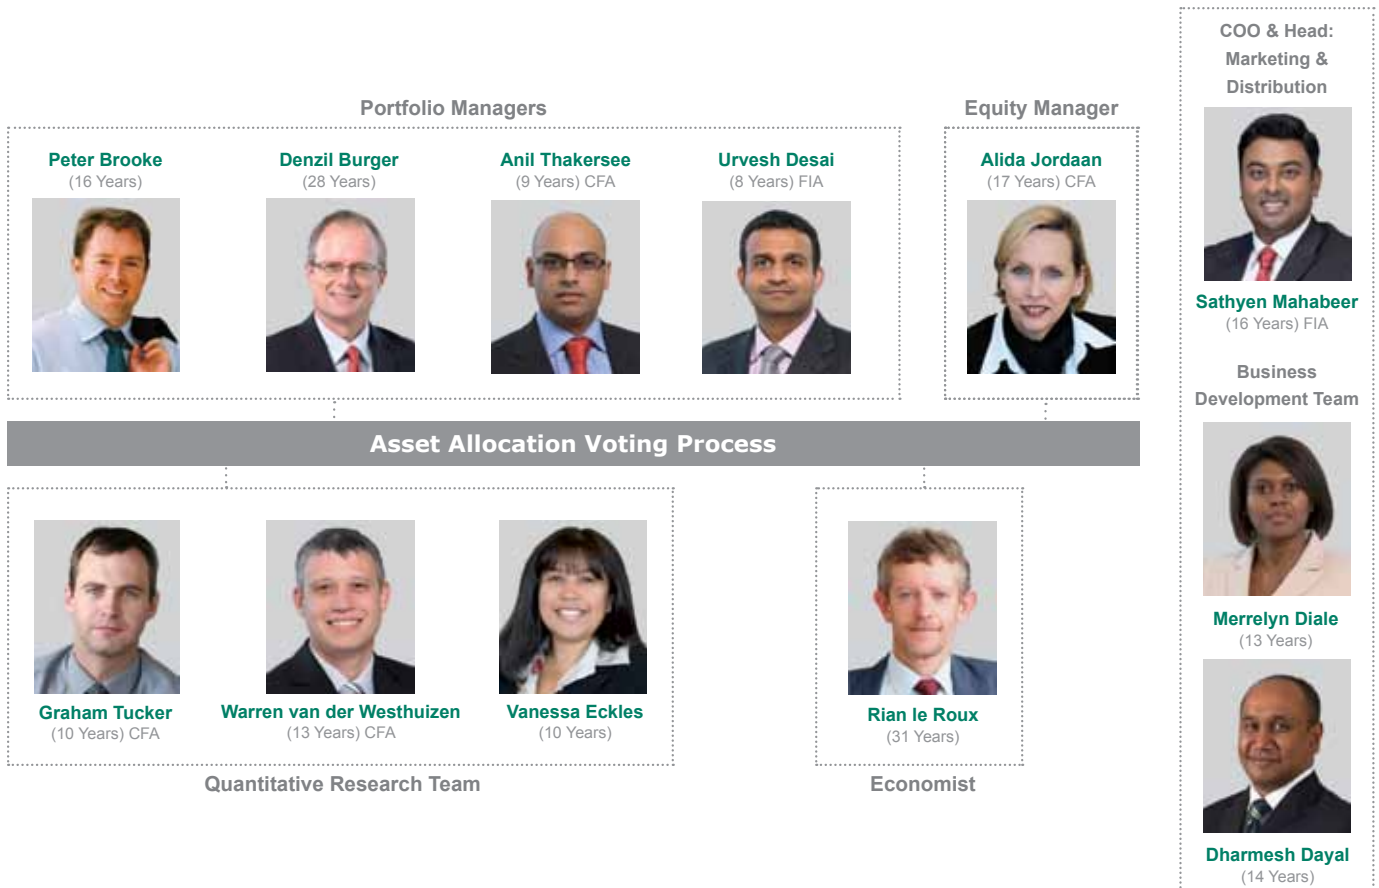 Portfolio Managers
Peter Brooke
(16 Years)
Denzil Burger
(28 Years)
Anil Thakersee
(9 Years) CFA
Urvesh Desai
(8 Years) FIA
Equity Manager
Alida Jordaan
(17 Years) CFA
Asset Allocation Voting Process
Graham Tucker
(10 Years) CFA
Warren van der Westhuizen
(13 Years) CFA
Vanessa Eckles
(10 Years)
Quantitative Research Team
Rian le Roux
(31 Years)
Economist
COO & Head:
Marketing &
Distribution
Sathyen Mahabeer
(16 Years) FIA
Business
Development Team
Merrelyn Diale
(13 Years)
Dharmesh Dayal
(14 Years)